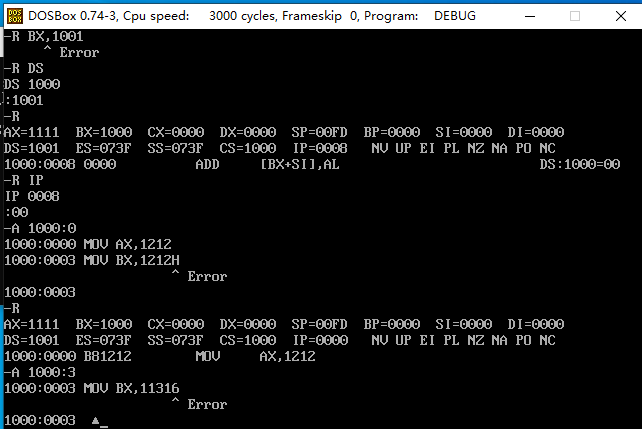 DOSBox 0.74-3, Cpu speed: 3000 cycles, Frameskip 0, Program: DEBUG
-R BX,1001
^ Error
-R DS
DS 1000
:1001
-R
AX=1111 BX=1000 CX=0000 DX=0000 SP=00FD BP=0000 SI=0000 DI=0000
DS=1001 ES=073F SS=073F CS=1000 IP=0008 NV UP EI PL NZ NA PO NC
1000:0008 0000 ADD [BX+SI],AL DS:1000=00
-R IP
IP 0008
:00
-A 1000:0
1000:0000 MOV AX,1212
1000:0003 MOV BX,1212H
^ Error
1000:0003
-R
AX=1111 BX=1000 CX=0000 DX=0000 SP=00FD BP=0000 SI=0000 DI=0000
DS=1001 ES=073F SS=073F CS=1000 IP=0000 NV UP EI PL NZ NA PO NC
1000:0000 B81212 MOV AX,1212
-A 1000:3
1000:0003 MOV BX,11316
^ Error
1000:0003 ▲_